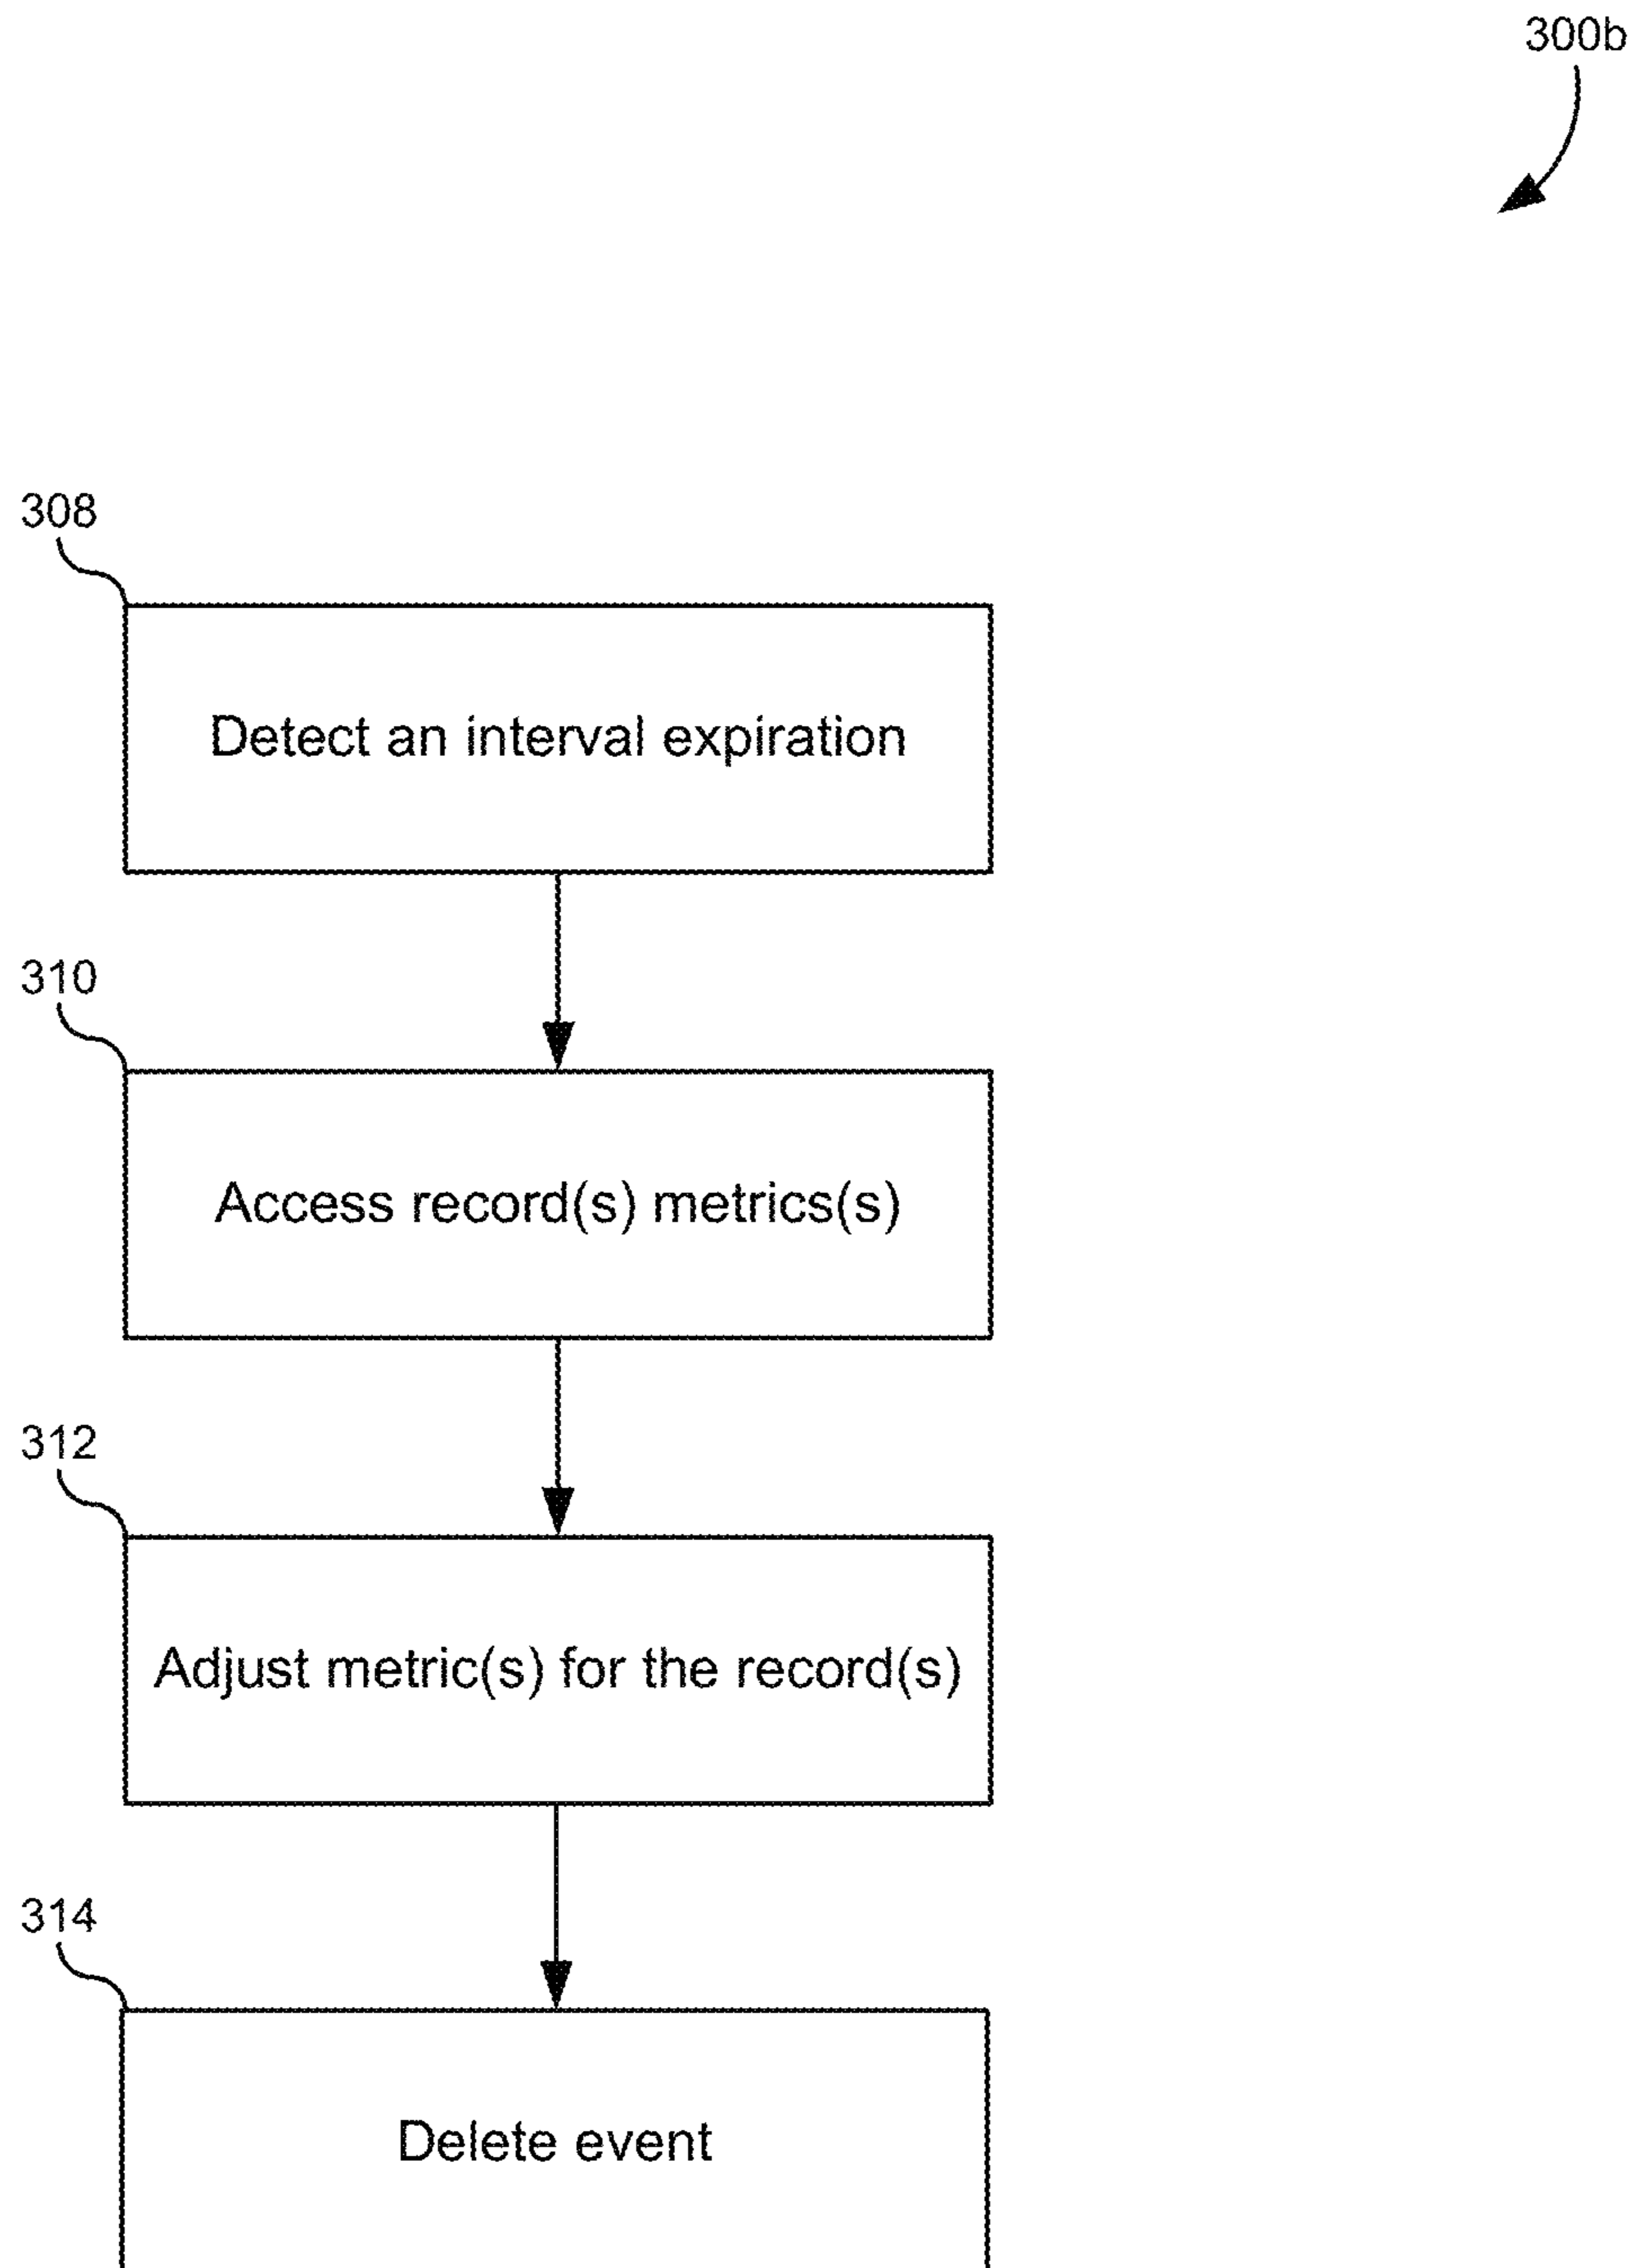 300b
308
Detect an interval expiration
310
Access record(s) metrics(s)
312
Adjust metric(s) for the record(s)
314
Delete event